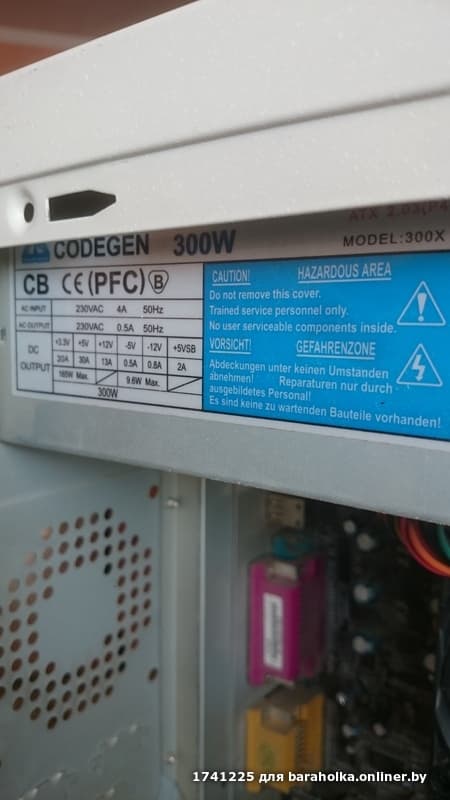 ATX 2.03(P4
CODEGEN 300W
MODEL:300X
CB CE (PFC) B
AC INPUT 230VAC 4A 50Hz
AC OUTPUT 230VAC 0.5A 50Hz
DC OUTPUT
+3.3V +5V +12V -5V -12V +5VSB
20A 30A 13A 0.5A 0.8A 2A
165W Max. 9.6W Max.
300W
CAUTION! HAZARDOUS AREA
Do not remove this cover.
Trained service personnel only.
No user serviceable components inside.
VORSICHT! GEFAHRENZONE
Abdeckungen unter keinen Umständen
abnehmen! Reparaturen nur durch
ausgebildetes Personal!
Es sind keine zu wartenden Bauteile vorhanden!
1741225 для baraholka.onliner.by